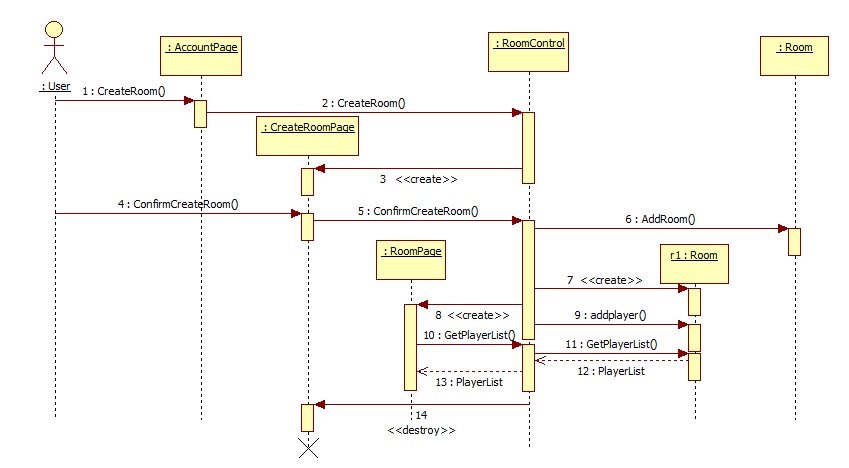 : AccountPage
: RoomControl
: Room
: User
1 : CreateRoom()
2 : CreateRoom()
: CreateRoomPage
3 <<create>>
4 : ConfirmCreateRoom()
5 : ConfirmCreateRoom()
6 : AddRoom()
: RoomPage
r1 : Room
7 <<create>>
8 <<create>>
9 : addplayer()
10 : GetPlayerList()
11 : GetPlayerList()
12 : PlayerList
13 : PlayerList
14
<<destroy>>